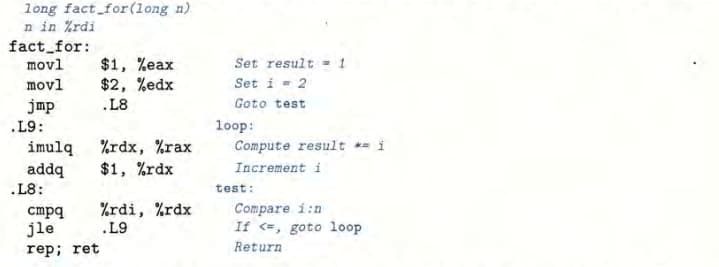 long fact_for(long n)
n in %rdi
fact_for:
movl $1, %eax Set result = 1
movl $2, %edx Set i = 2
jmp .L8 Goto test
.L9: loop:
imulq %rdx, %rax Compute result *= i
addq $1, %rdx Increment i
.L8: test:
cmpq %rdi, %rdx Compare i:n
jle .L9 If <=, goto loop
rep; ret Return